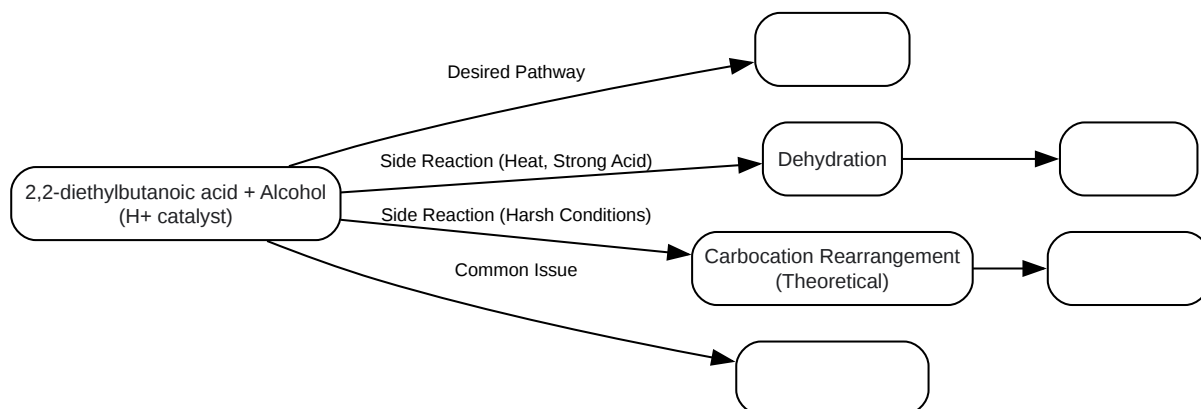 Desired Pathway
Side Reaction (Heat, Strong Acid)
Dehydration
2,2-diethylbutanoic acid + Alcohol
(H+ catalyst)
Side Reaction (Harsh Conditions)
Carbocation Rearrangement
(Theoretical)
Common Issue